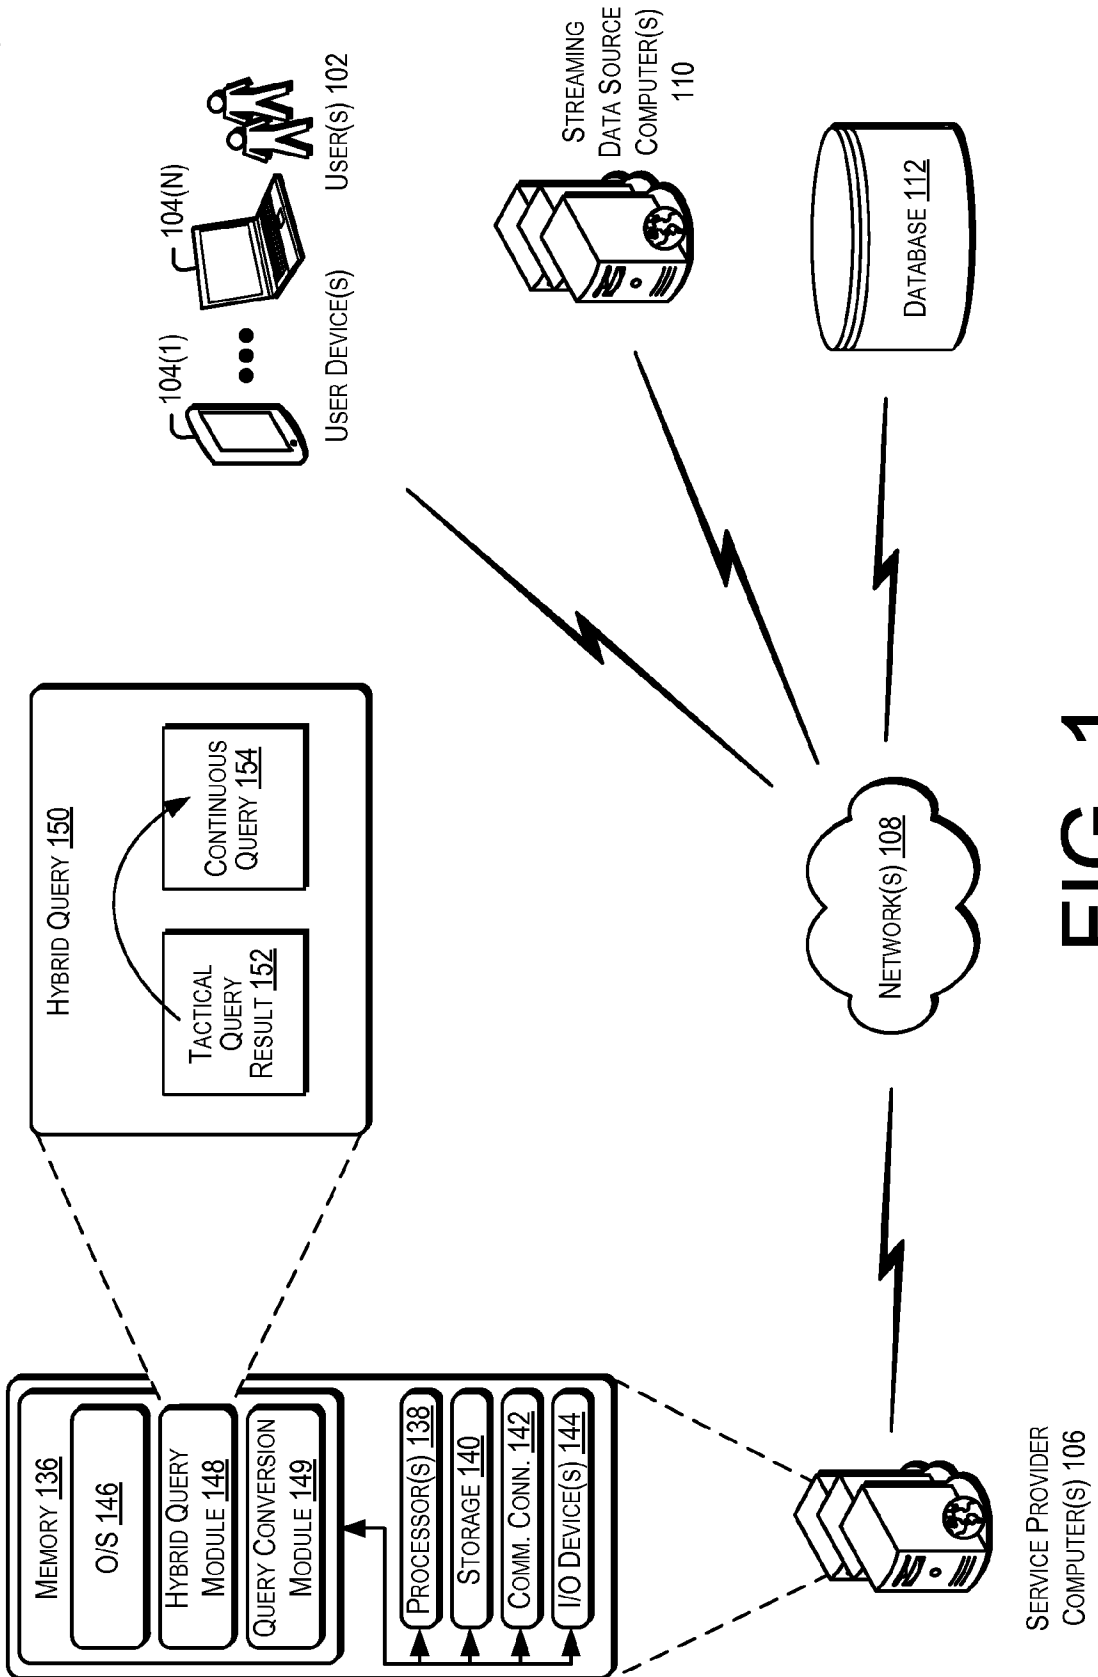 MEMORY 136
O/S 146
HYBRID QUERY
MODULE 148
QUERY CONVERSION
MODULE 149
PROCESSOR(S) 138
STORAGE 140
COMM. CONN. 142
I/O DEVICE(S) 144
SERVICE PROVIDER
COMPUTER(S) 106
HYBRID QUERY 150
TACTICAL
QUERY
RESULT 152
CONTINUOUS
QUERY 154
NETWORK(S) 108
104(1)
104(N)
USER DEVICE(S)
USER(S) 102
STREAMING
DATA SOURCE
COMPUTER(S)
110
DATABASE 112
FIG. 1